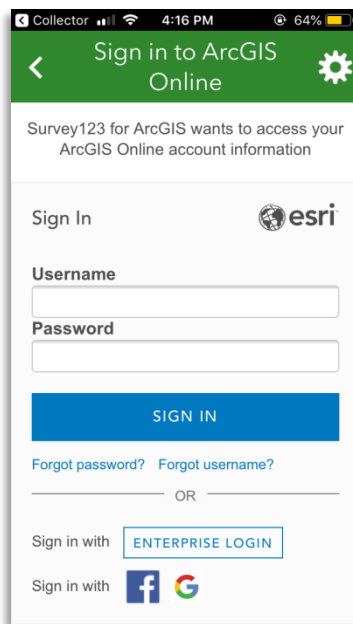 Collector 4:16 PM 64%
Sign in to ArcGIS
Online
Survey123 for ArcGIS wants to access your
ArcGIS Online account information
Sign In esri
Username
Password
SIGN IN
Forgot password? Forgot username?
OR
Sign in with ENTERPRISE LOGIN
Sign in with f G